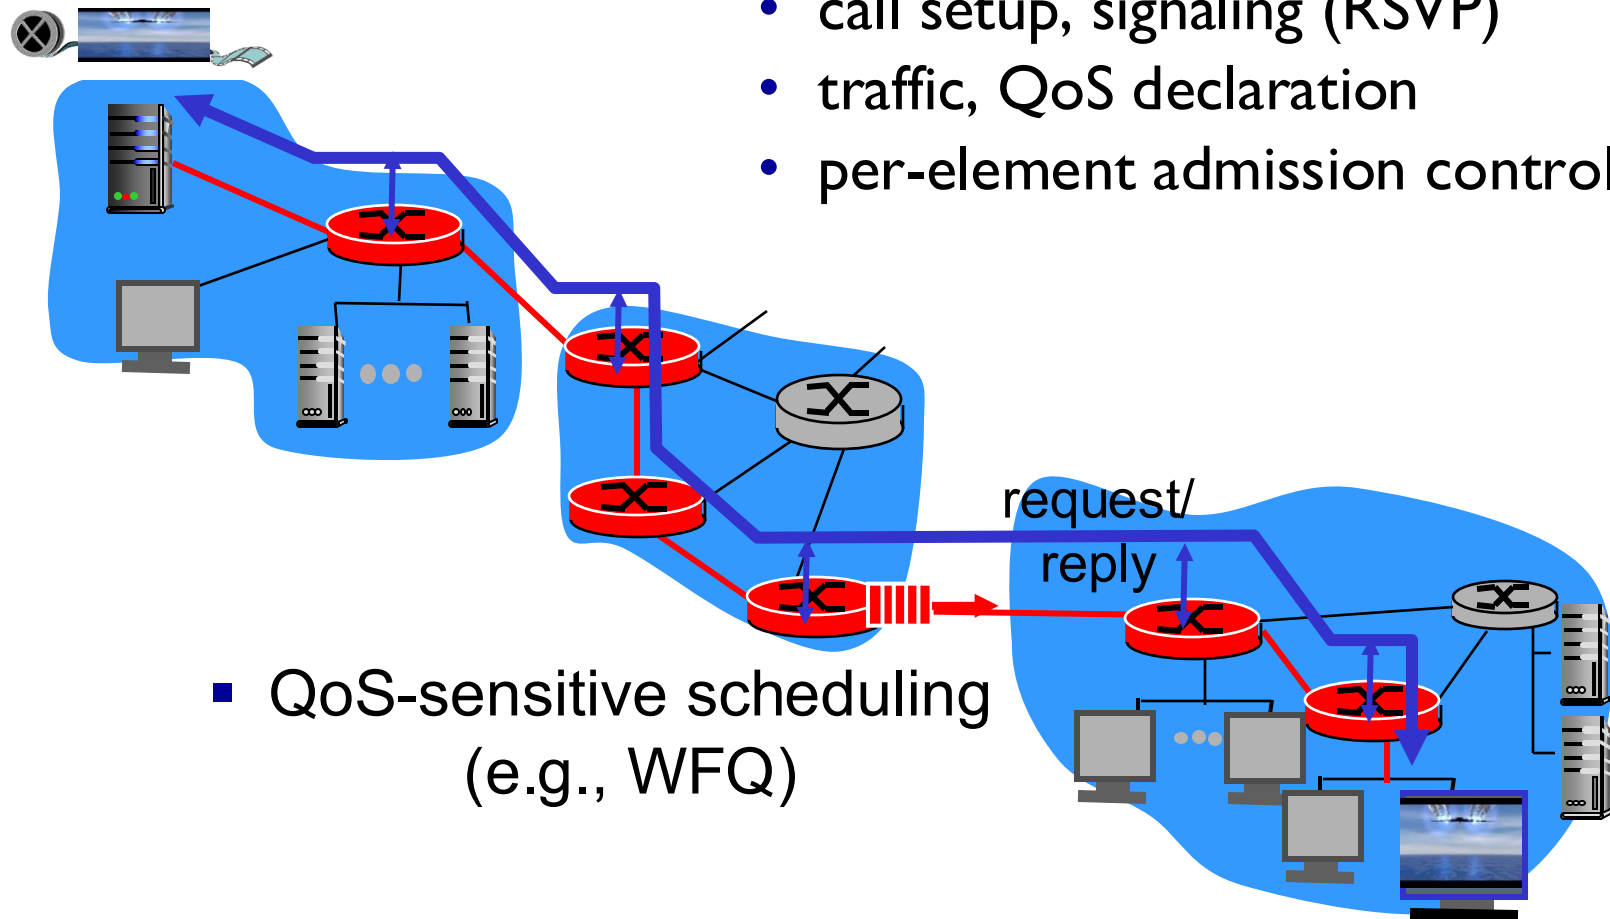 • call setup, signaling (RSVP)
• traffic, QoS declaration
• per-element admission control
request/
reply
▪ QoS-sensitive scheduling
(e.g., WFQ)